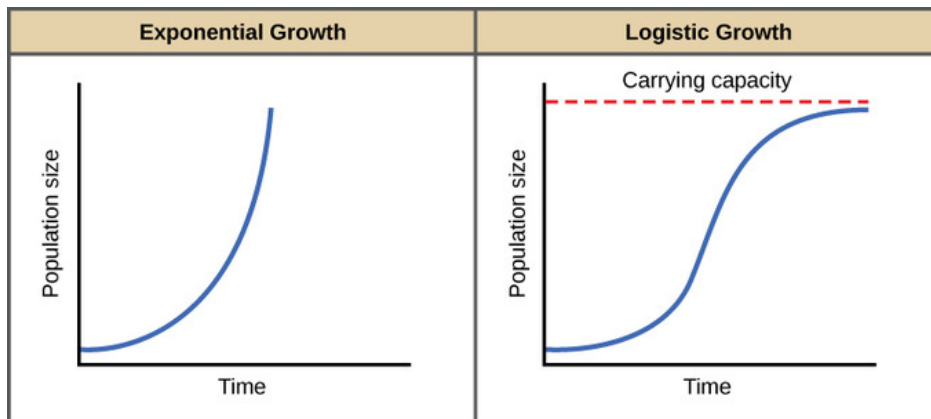 Exponential Growth
Logistic Growth
Population size
Time
Carrying capacity
Population size
Time